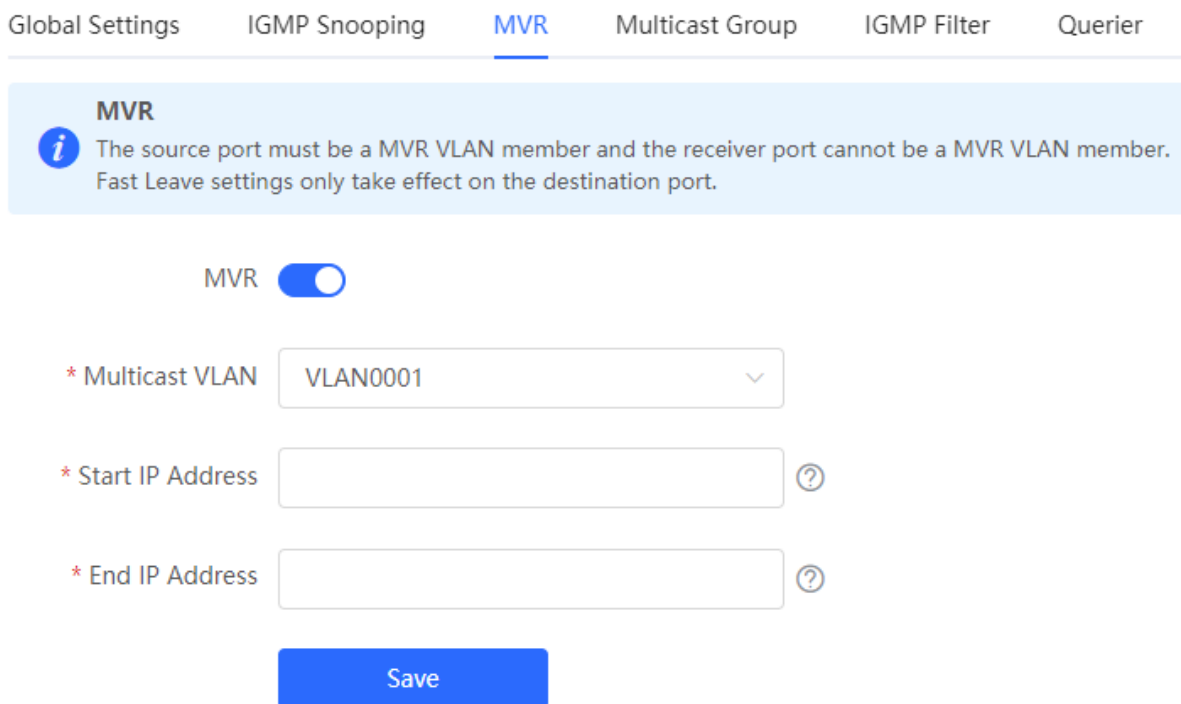 Global Settings IGMP Snooping MVR Multicast Group IGMP Filter Querier
MVR
i
The source port must be a MVR VLAN member and the receiver port cannot be a MVR VLAN member.
Fast Leave settings only take effect on the destination port.
MVR
* Multicast VLAN VLAN0001
* Start IP Address ?
* End IP Address ?
Save